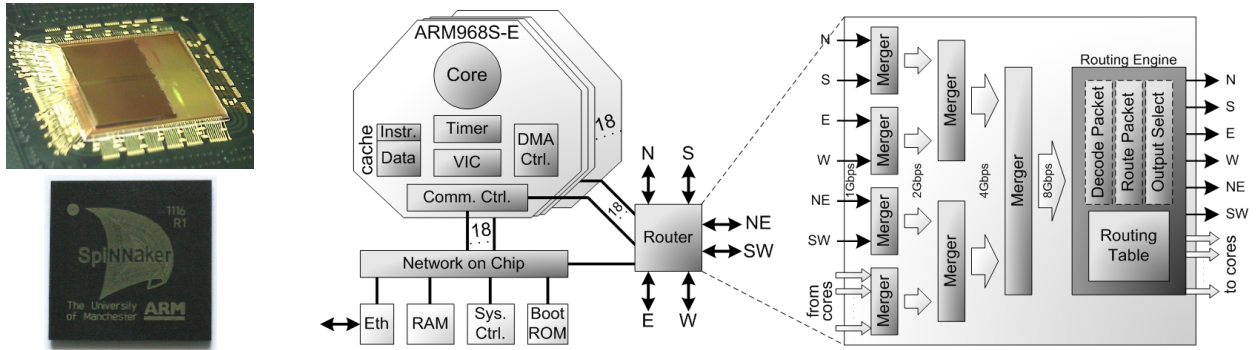 1116
R1
SpiNNaker
The University
of Manchester ARM
ARM968S-E
Core
Timer
VIC
cache
Instr.
Data
DMA
Ctrl.
Comm. Ctrl.
18
18
18
Network on Chip
Eth
RAM
Sys.
Ctrl.
Boot
ROM
N
S
NE
SW
E
W
Router
N
S
E
W
NE
SW
from
cores
Merger
Merger
Merger
Merger
1Gbps
2Gbps
Merger
Merger
4Gbps
Merger
8Gbps
Routing Engine
Decode Packet
Route Packet
Output Select
Routing
Table
N
S
E
W
NE
SW
to cores